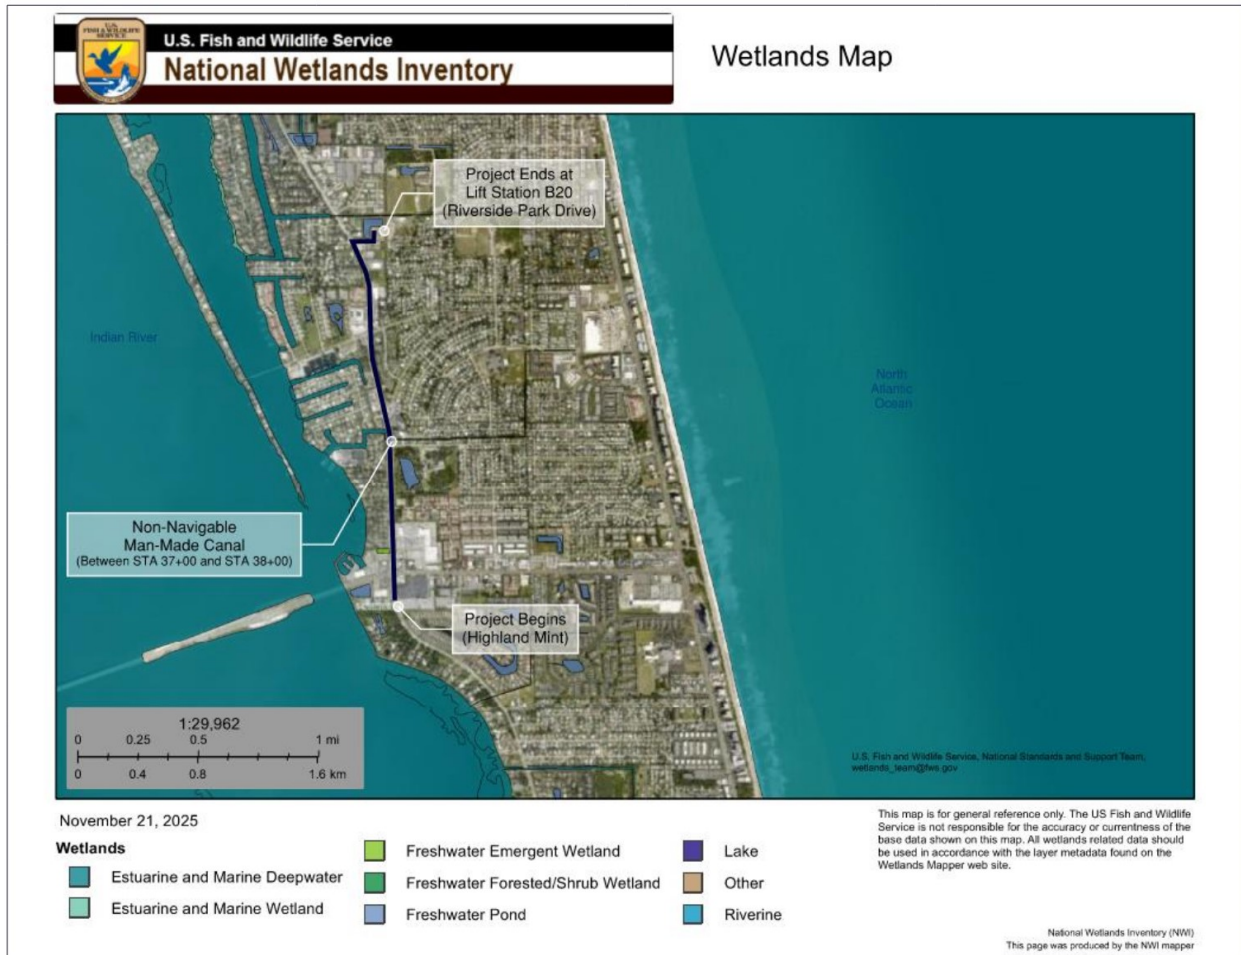 U.S.
FISH & WILDLIFE
SERVICE
U.S. Fish and Wildlife Service
National Wetlands Inventory
Wetlands Map
Project Ends at
Lift Station B20
(Riverside Park Drive)
Indian River
North
Atlantic
Ocean
Non-Navigable
Man-Made Canal
(Between STA 37+00 and STA 38+00)
Project Begins
(Highland Mint)
1:29,962
0 0.25 0.5 1 mi
0 0.4 0.8 1.6 km
U.S. Fish and Wildlife Service, National Standards and Support Team,
wetlands_team@fws.gov
November 21, 2025
Wetlands
Estuarine and Marine Deepwater
Estuarine and Marine Wetland
Freshwater Emergent Wetland
Freshwater Forested/Shrub Wetland
Freshwater Pond
Lake
Other
Riverine
This map is for general reference only. The US Fish and Wildlife
Service is not responsible for the accuracy or currentness of the
base data shown on this map. All wetlands related data should
be used in accordance with the layer metadata found on the
Wetlands Mapper web site.
National Wetlands Inventory (NWI)
This page was produced by the NWI mapper